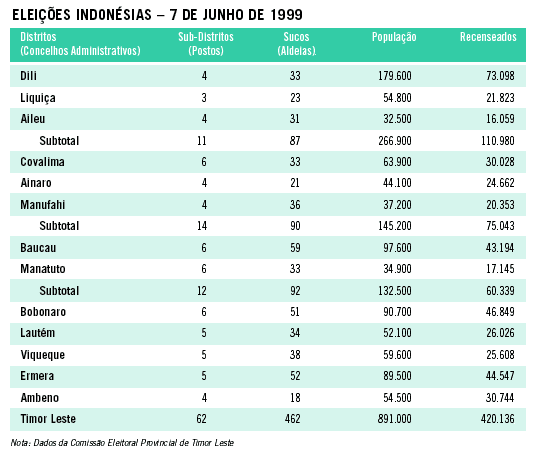 ELEIÇÕES INDONÉSIAS – 7 DE JUNHO DE 1999
Distritos (Concelhos Administrativos) Sub-Distritos (Postos) Sucos (Aldeias) População Recenseados
Dili 4 33 179.600 73.098
Liquiça 3 23 54.800 21.823
Aileu 4 31 32.500 16.059
Subtotal 11 87 266.900 110.980
Covalima 6 33 63.900 30.028
Ainaro 4 21 44.100 24.662
Manufahi 4 36 37.200 20.353
Subtotal 14 90 145.200 75.043
Baucau 6 59 97.600 43.194
Manatuto 6 33 34.900 17.145
Subtotal 12 92 132.500 60.339
Bobonaro 6 51 90.700 46.849
Lautém 5 34 52.100 26.026
Viqueque 5 38 59.600 25.608
Ermera 5 52 89.500 44.547
Ambeno 4 18 54.500 30.744
Timor Leste 62 462 891.000 420.136
Nota: Dados da Comissão Eleitoral Provincial de Timor Leste